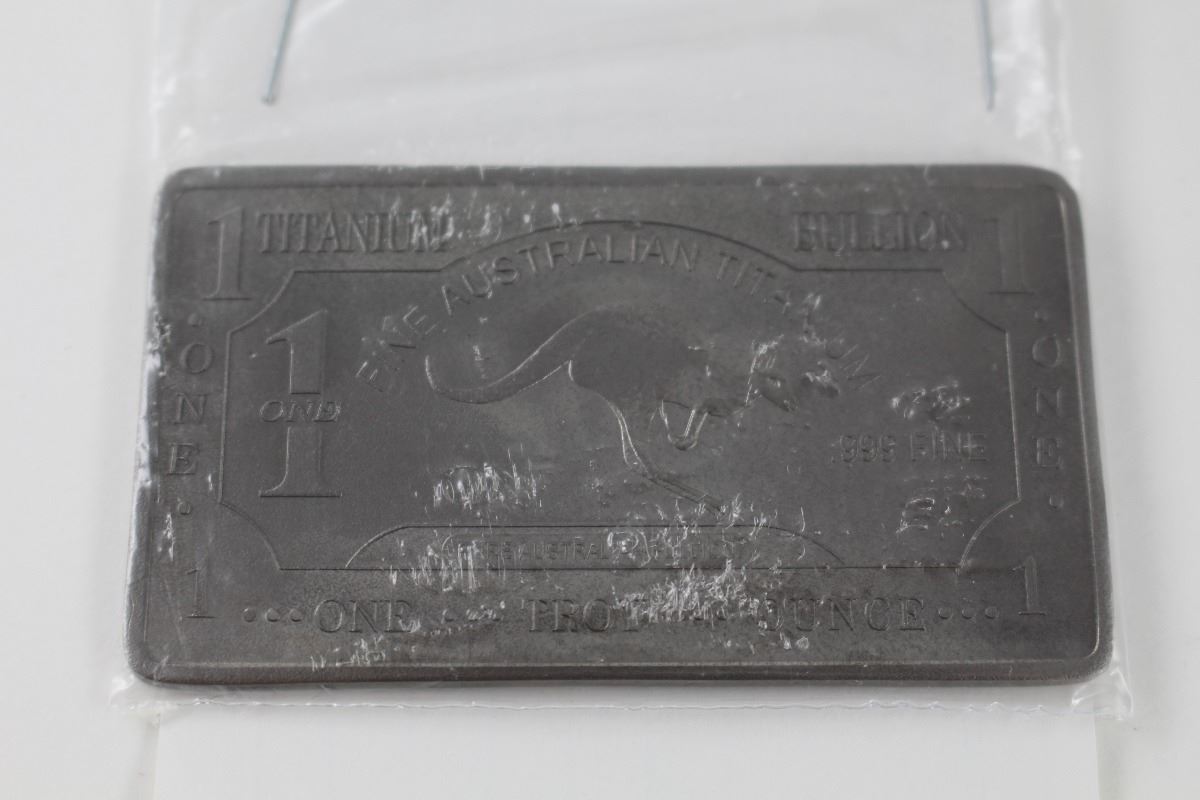 1 TITANIUM BULLION 1
FINE AUSTRALIAN TITANIUM
1
ONE
ONE
ONE
.999 FINE
1 ...ONE ... TROY ... OUNCE... 1